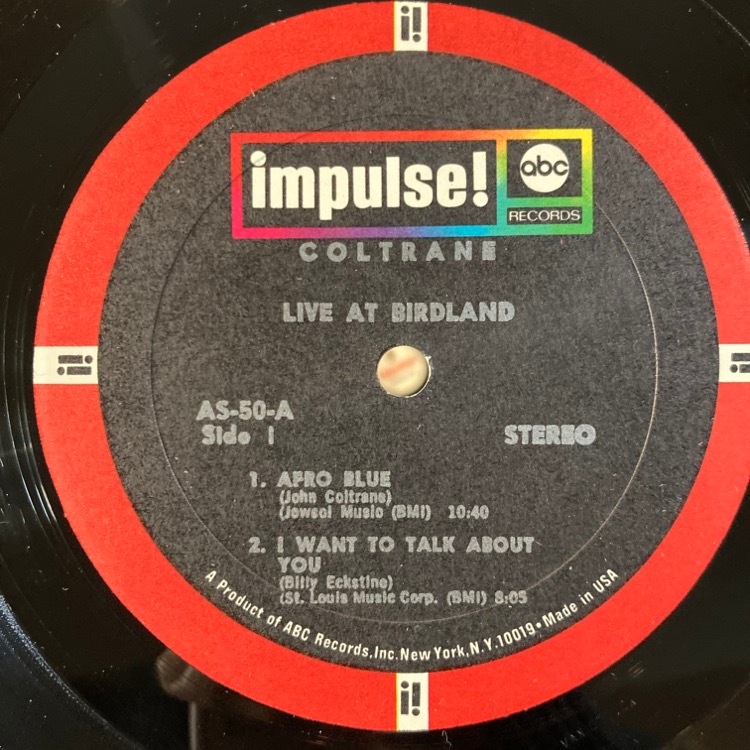 i!
impulse!
abc
RECORDS
COLTRANE
LIVE AT BIRDLAND
i!
i!
AS-50-A
Side 1
STEREO
1. AFRO BLUE
(John Coltrane)
(Jowcol Music (BMI) 10:40
2. I WANT TO TALK ABOUT
YOU
(Billy Eckstine)
(St. Louis Music Corp. (BMI) 8:05
A Product of ABC Records, Inc. New York, N.Y. 10019 • Made in USA
i!